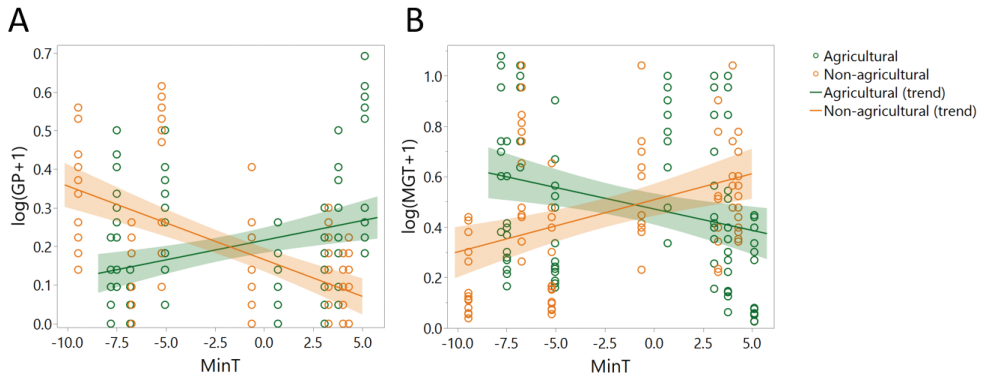 A
log(GP+1)
0.7
0.6
0.5
0.4
0.3
0.2
0.1
0.0
-10.0 -7.5 -5.0 -2.5 0.0 2.5 5.0
MinT
B
log(MGT+1)
1.0
0.8
0.6
0.4
0.2
0.0
-10.0 -7.5 -5.0 -2.5 0.0 2.5 5.0
MinT
Agricultural
Non-agricultural
Agricultural (trend)
Non-agricultural (trend)